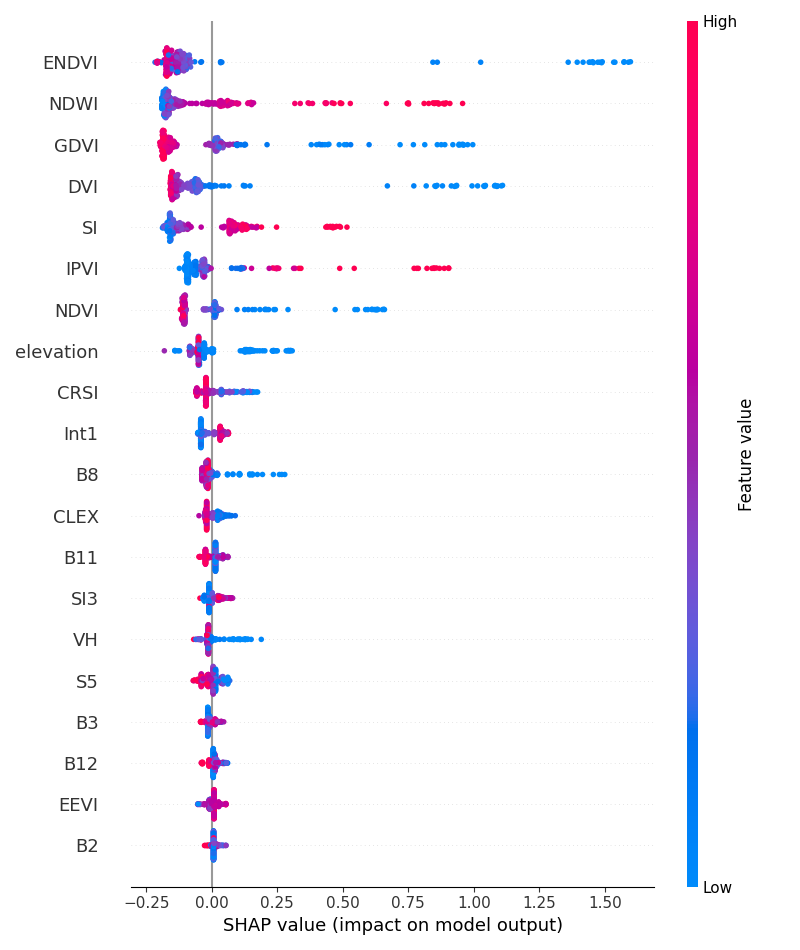 High
ENDVI
NDWI
GDVI
DVI
SI
IPVI
NDVI
elevation
CRSI
Int1
B8
CLEX
B11
SI3
VH
S5
B3
B12
EEVI
B2
Feature value
Low
−0.25 0.00 0.25 0.50 0.75 1.00 1.25 1.50
SHAP value (impact on model output)